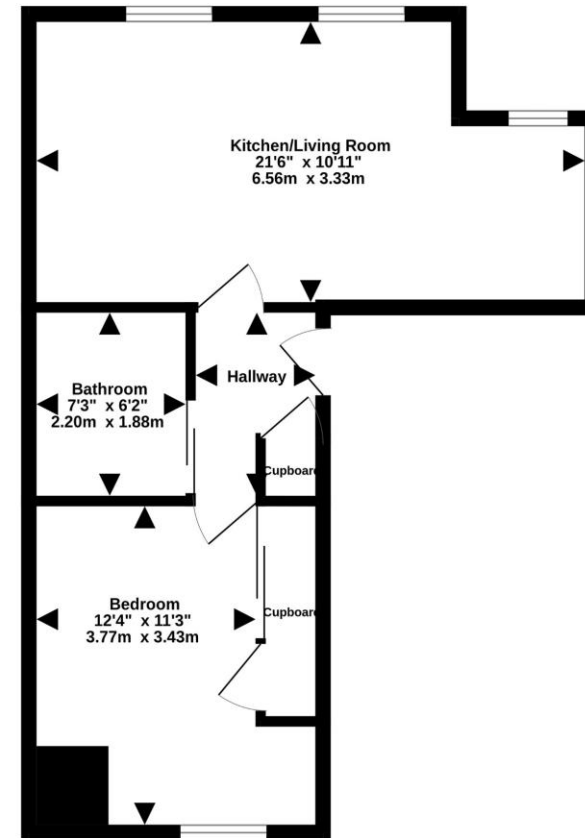 Kitchen/Living Room
21'6" x 10'11"
6.56m x 3.33m
Hallway
Bathroom
7'3" x 6'2"
2.20m x 1.88m
Cupboard
Bedroom
12'4" x 11'3"
3.77m x 3.43m
Cupboard